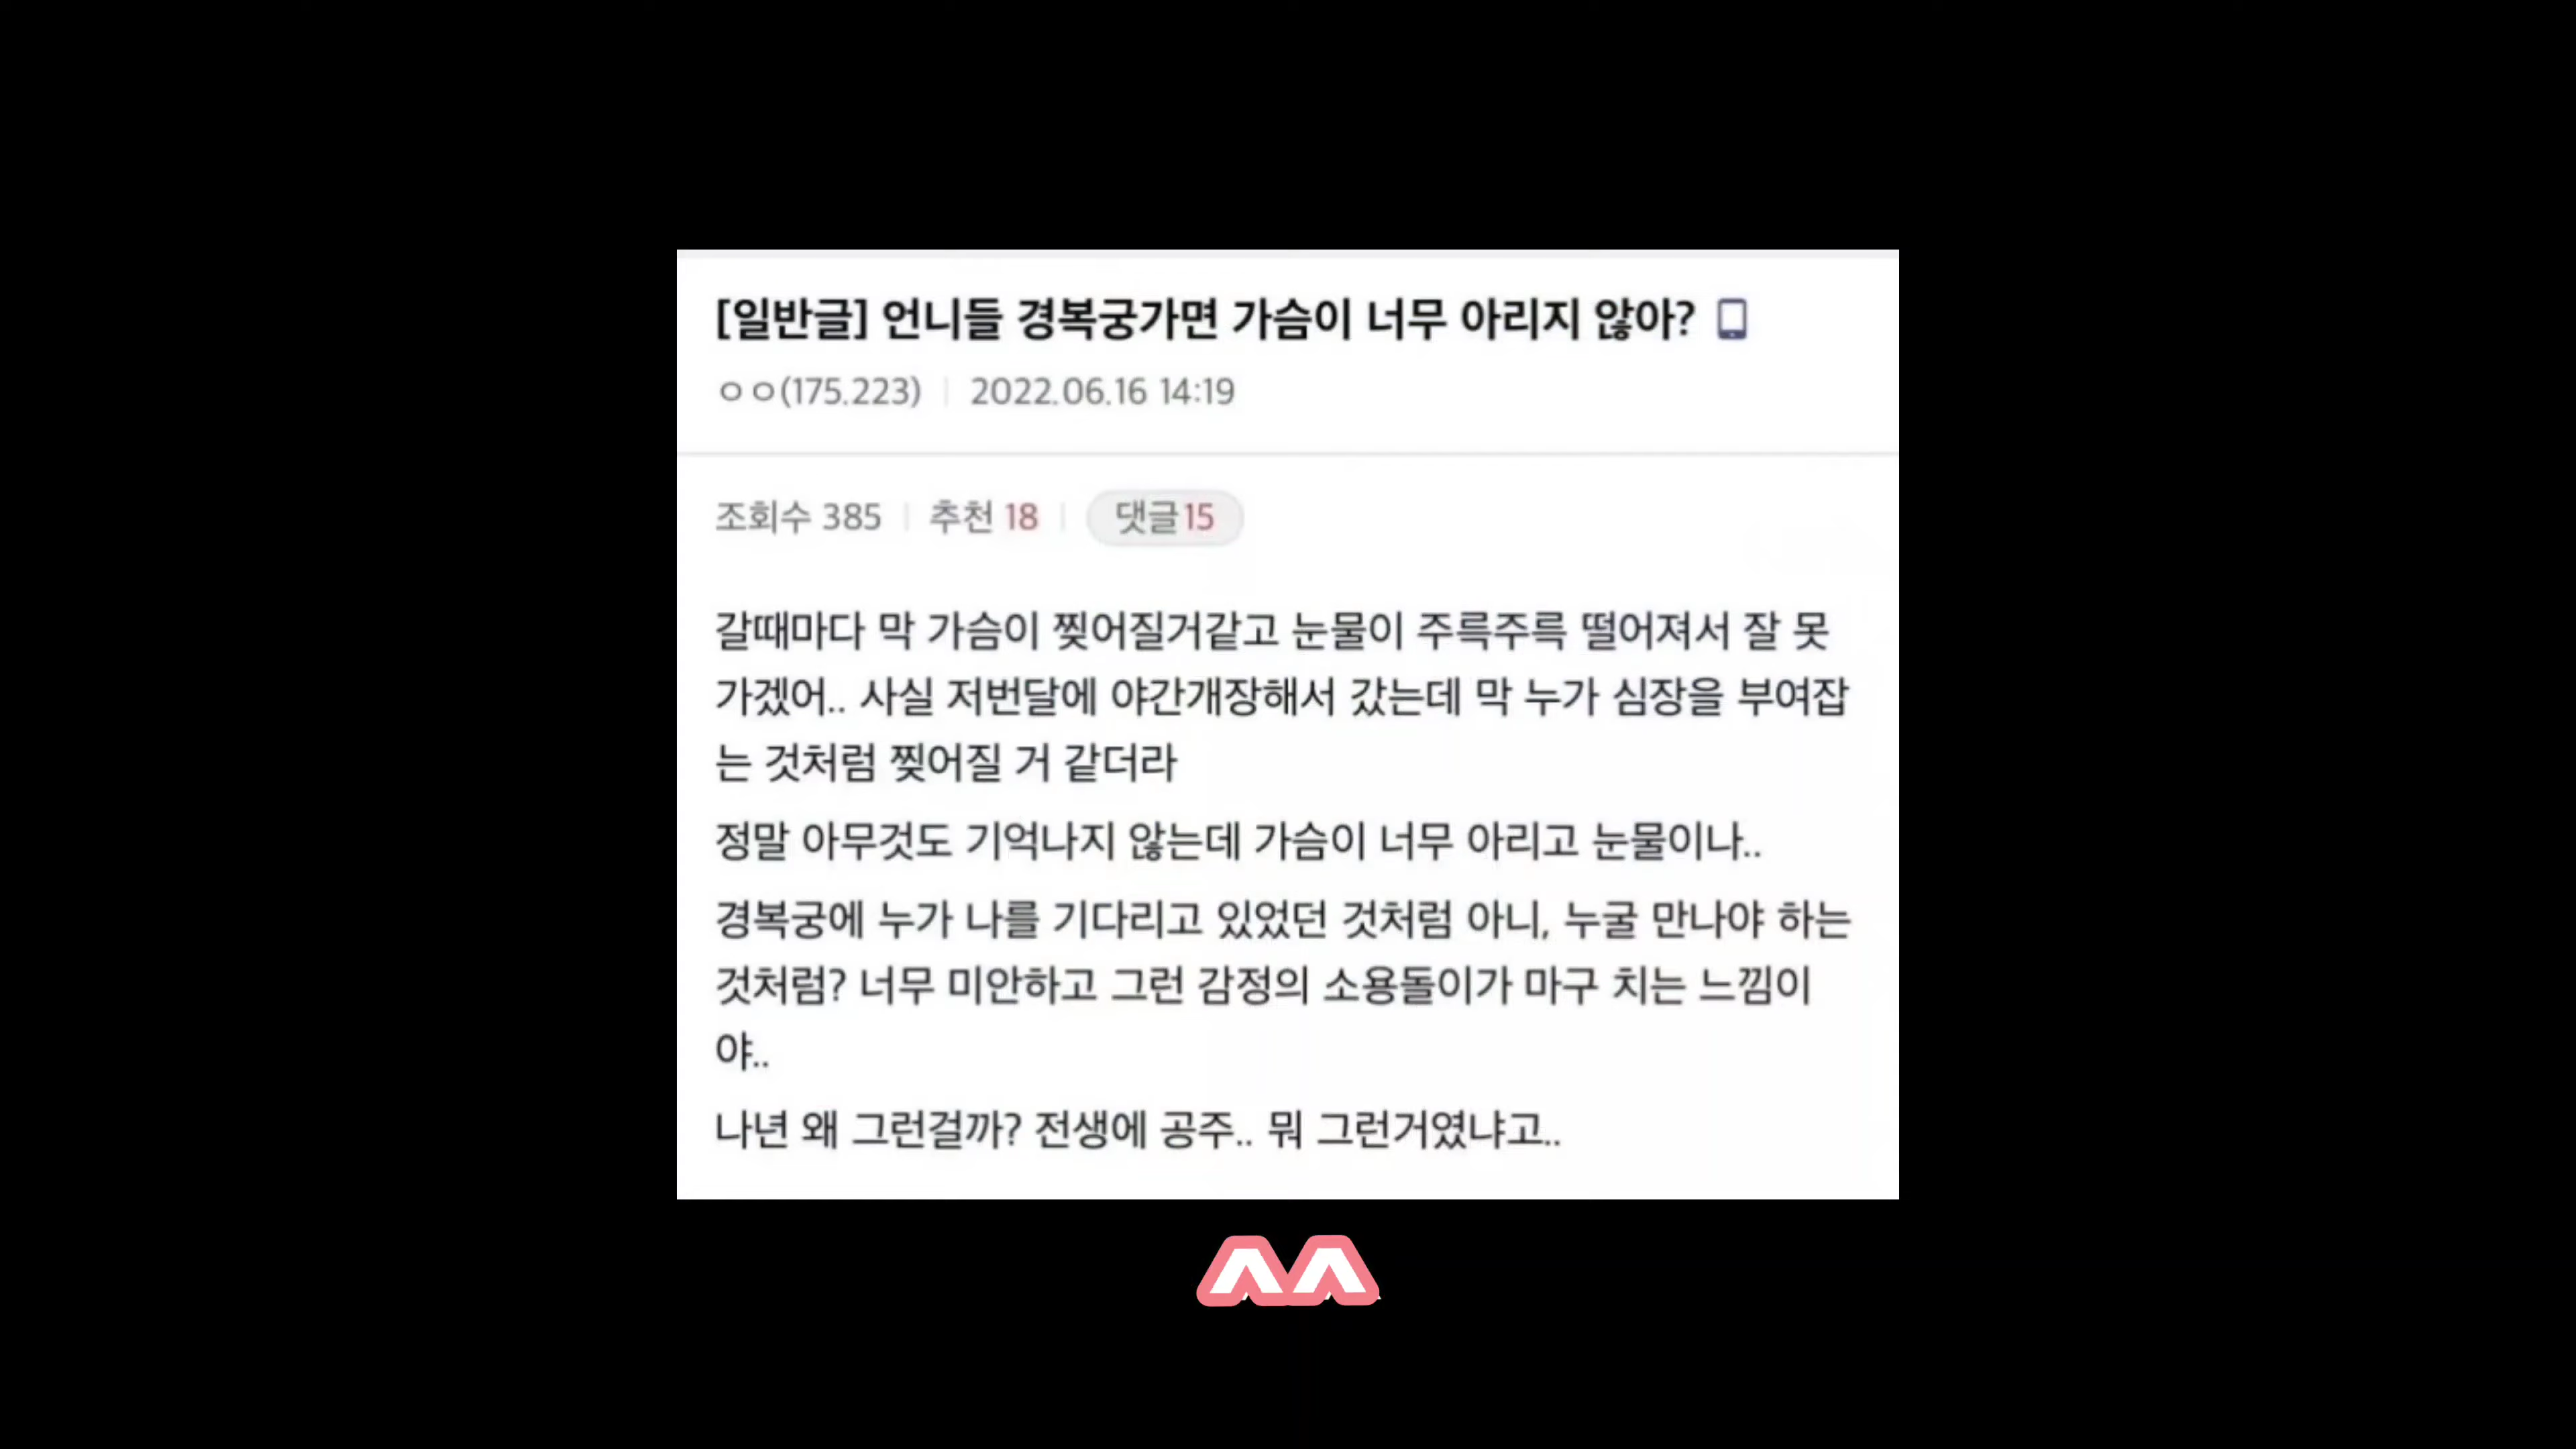 [일반글] 언니들 경복궁가면 가슴이 너무 아리지 않아?
ㅇㅇ(175.223) 2022.06.16 14:19
조회수 385 추천 18 댓글 15
갈때마다 막 가슴이 찢어질거같고 눈물이 주륵주륵 떨어져서 잘 못
가겠어.. 사실 저번달에 야간개장해서 갔는데 막 누가 심장을 부여잡
는 것처럼 찢어질 거 같더라
정말 아무것도 기억나지 않는데 가슴이 너무 아리고 눈물이나..
경복궁에 누가 나를 기다리고 있었던 것처럼 아니, 누굴 만나야 하는
것처럼? 너무 미안하고 그런 감정의 소용돌이가 마구 치는 느낌이
야..
나년 왜 그런걸까? 전생에 공주.. 뭐 그런거였냐고..
^^